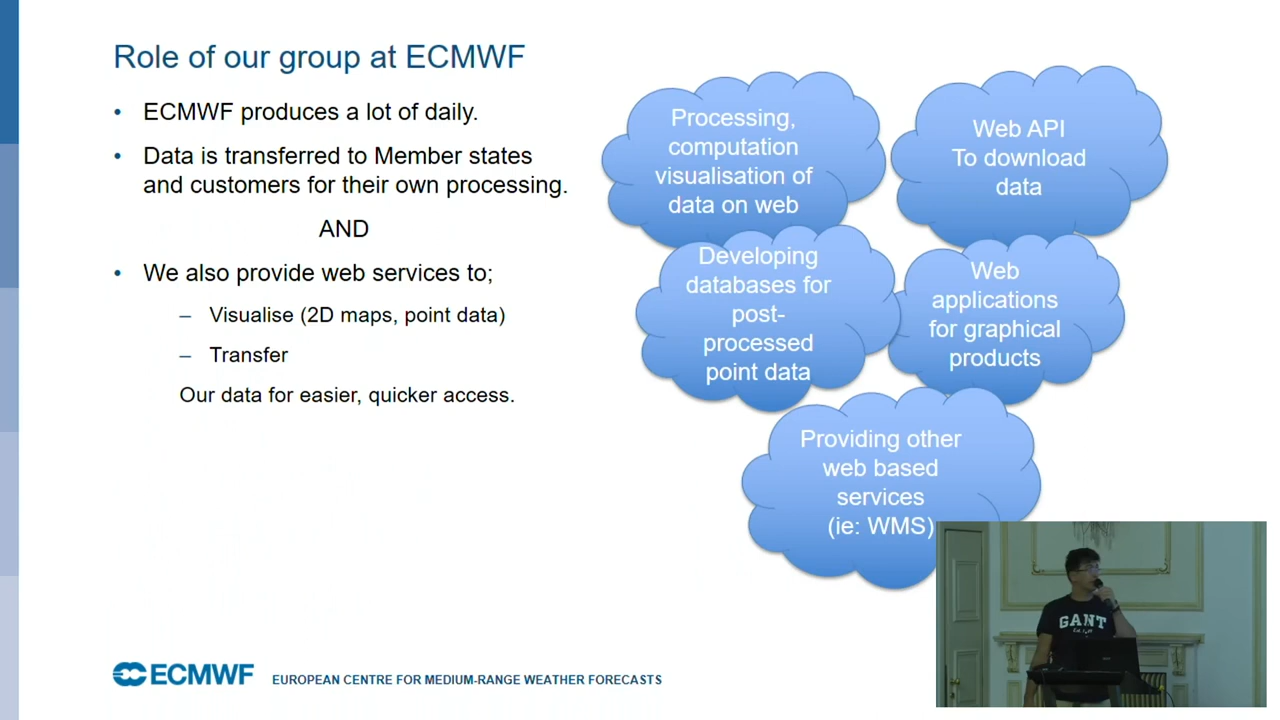 Role of our group at ECMWF
• ECMWF produces a lot of daily.
• Data is transferred to Member states
and customers for their own processing.
AND
• We also provide web services to;
– Visualise (2D maps, point data)
– Transfer
Our data for easier, quicker access.
Processing,
computation
visualisation of
data on web
Web API
To download
data
Developing
databases for
post-
processed
point data
Web
applications
for graphical
products
Providing other
web based
services
(ie: WMS)
GANT
ECMWF EUROPEAN CENTRE FOR MEDIUM-RANGE WEATHER FORECASTS